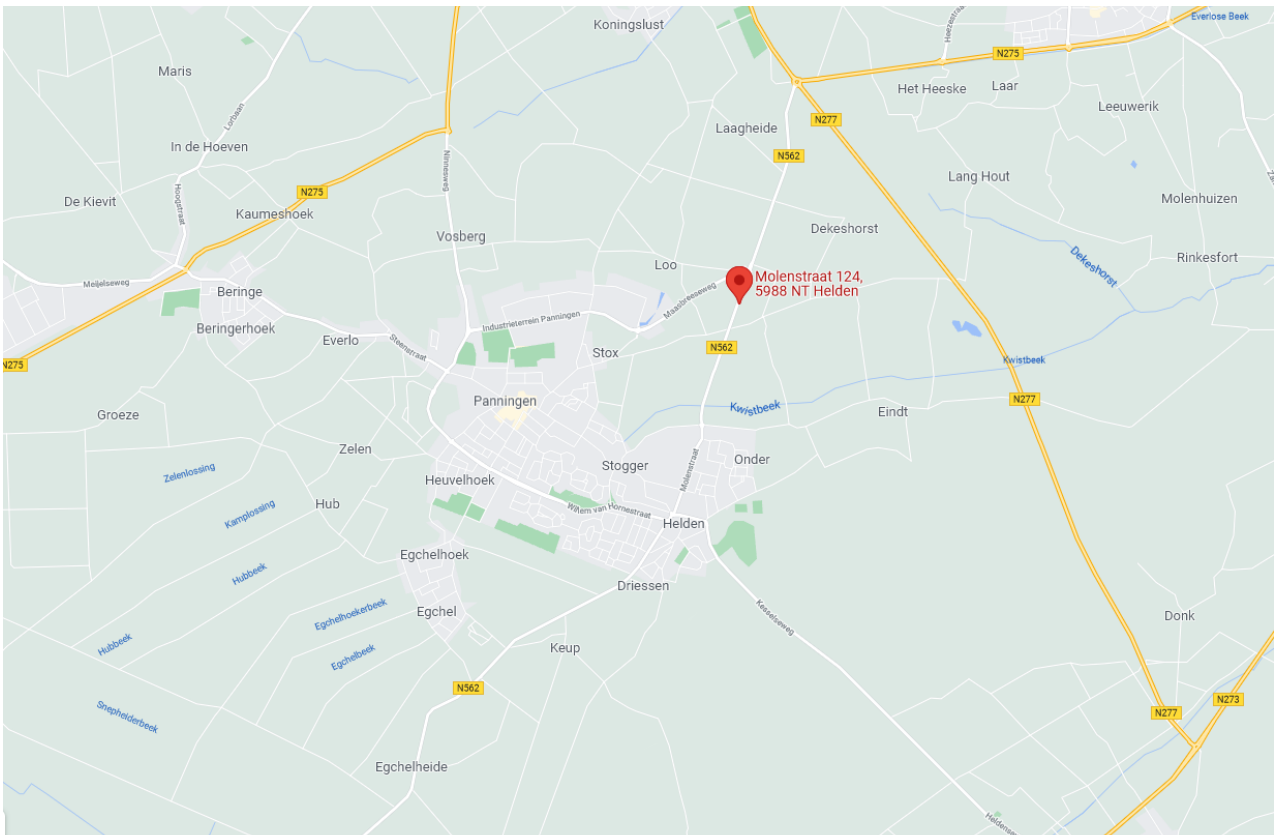 Koningslust
Everlose Beek
Heezestraat
N275
Maris
Het Heeske
Laar
Leeuwerik
Lorbaan
N277
Laagheide
In de Hoeven
N562
Ninnesweg
Lang Hout
N275
De Kievit
Hoogstraat
Kaumeshoek
Molenhuizen
Dekeshorst
Vosberg
Rinkesfort
Dekeshorst
Loo
Molenstraat 124,
5988 NT Helden
Meijelseweg
Beringe
Maasbreeseweg
Industrieterrein Panningen
Beringerhoek
Everlo
Steenstraat
Stox
N562
N275
Kwistbeek
Panningen
N277
Groeze
Kwistbeek
Eindt
Zelen
Zelenlossing
Stogger
Molenstraat
Onder
Heuvelhoek
Hub
Kamplossing
Willem van Hornestraat
Helden
Egchelhoek
Hubbeek
Driessen
Egchelhoekerbeek
Egchel
Kesselseweg
Donk
Hubbeek
Egchelbeek
Keup
N562
N273
Snepheiderbeek
N277
Egchelheide